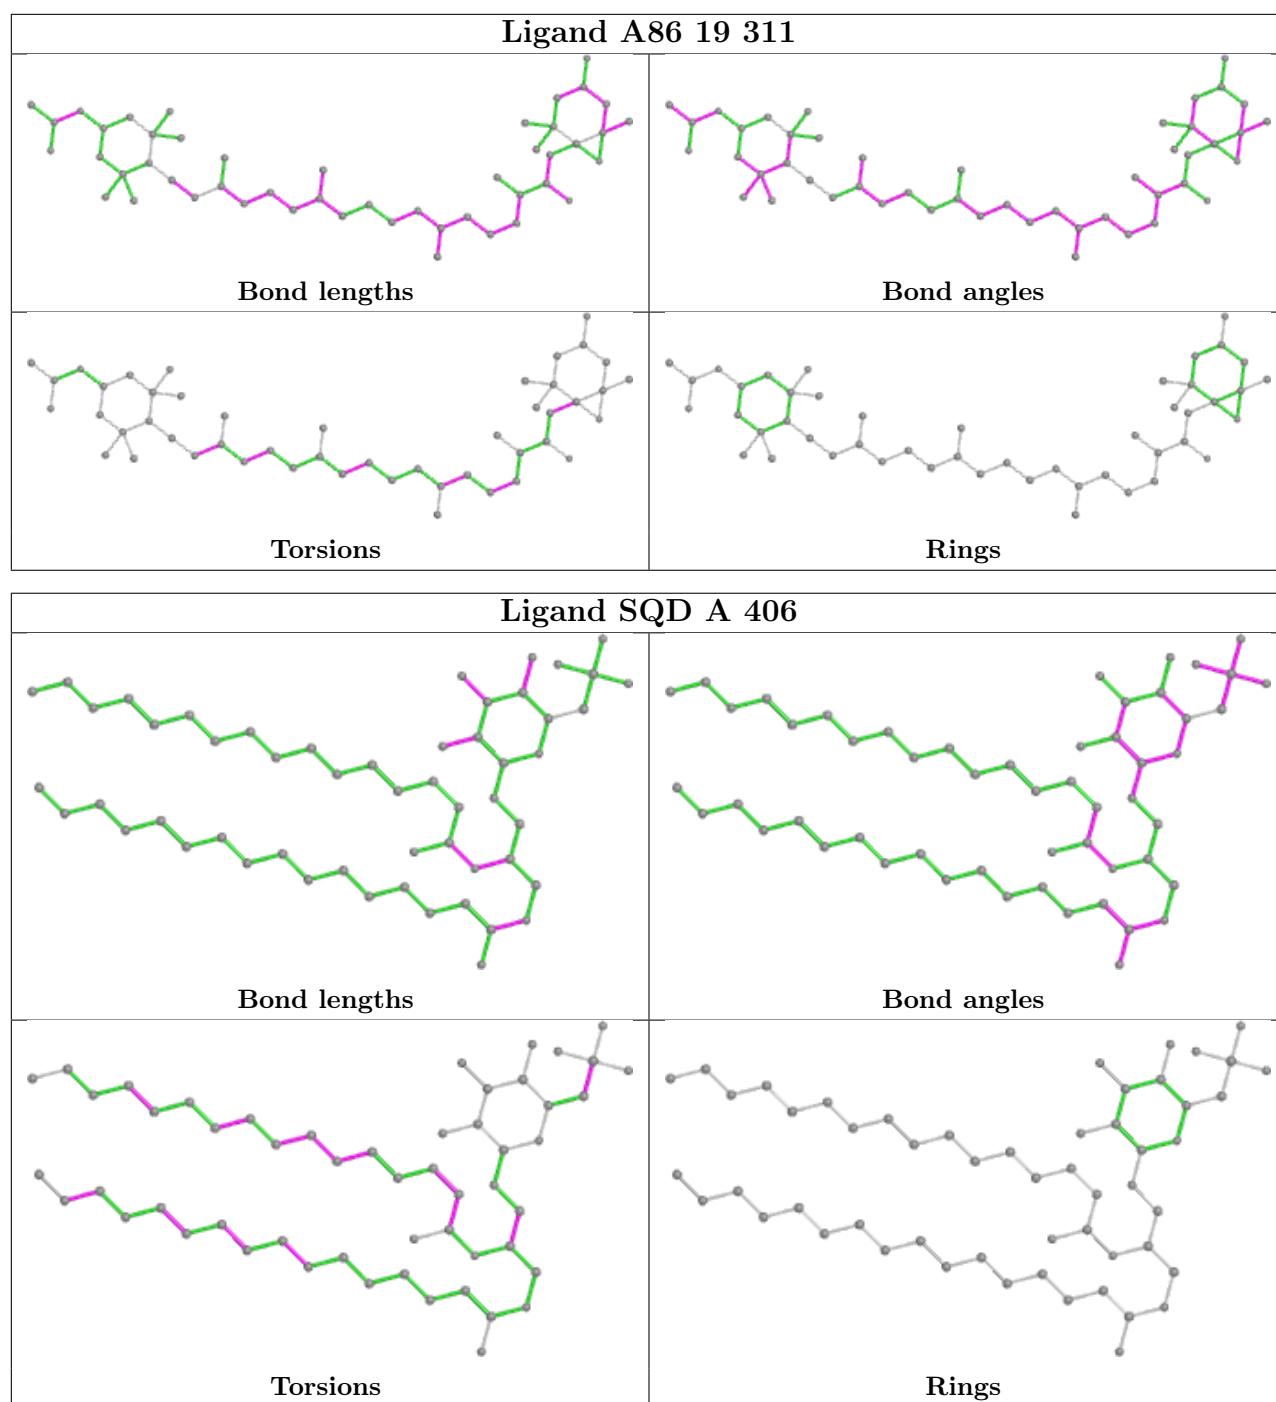 Ligand A86 19 311
Bond lengths
Bond angles
Torsions
Rings
Ligand SQD A 406
Bond lengths
Bond angles
Torsions
Rings